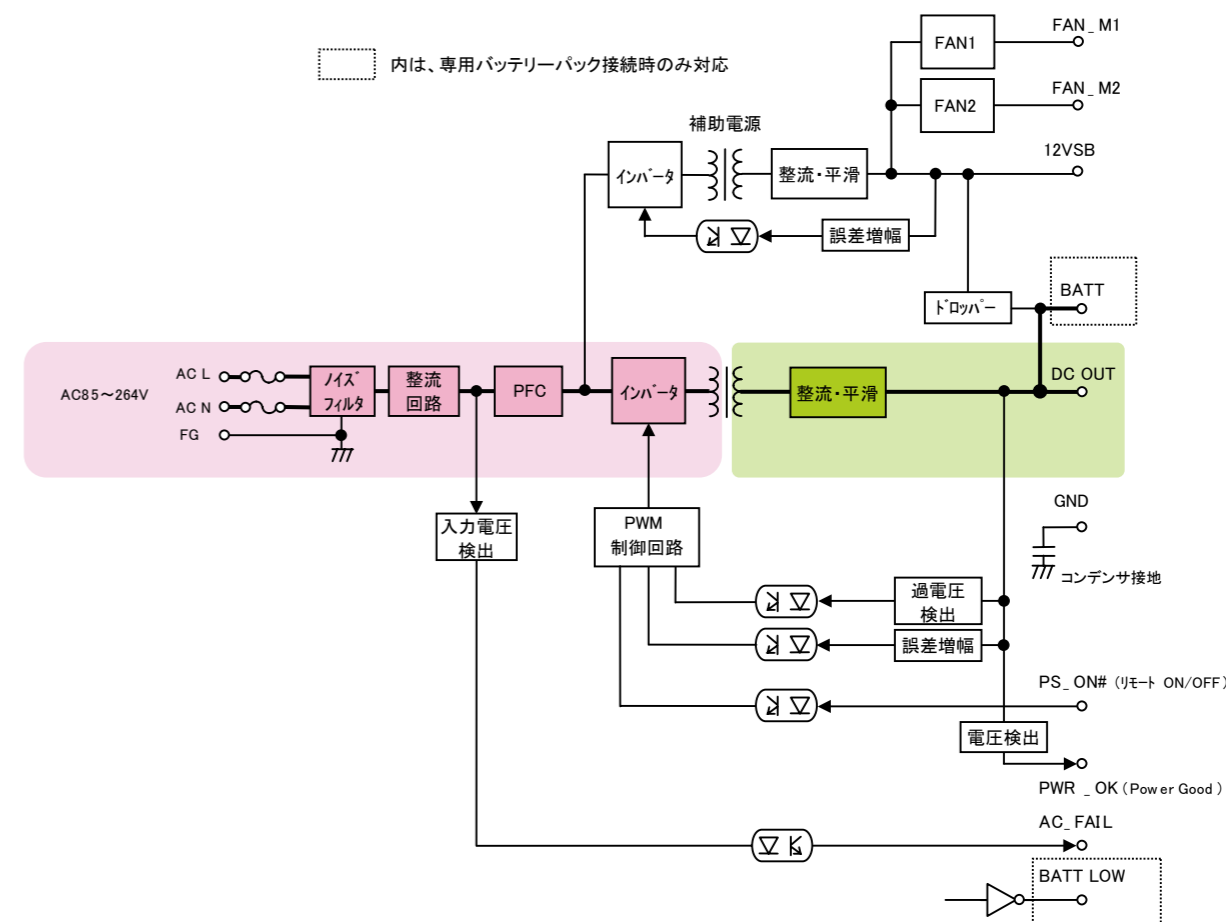 内は、専用バッテリーパック接続時のみ対応
FAN1
FAN_M1
FAN2
FAN_M2
補助電源
インバータ
整流・平滑
12VSB
誤差増幅
ドロッパー
BATT
AC85～264V
AC L
AC N
FG
ノイズ
フィルタ
整流
回路
PFC
インバータ
整流・平滑
DC OUT
入力電圧
検出
PWM
制御回路
GND
コンデンサ接地
過電圧
検出
誤差増幅
PS_ON# (リモート ON/OFF)
電圧検出
PWR _OK (Power Good )
AC_FAIL
BATT LOW